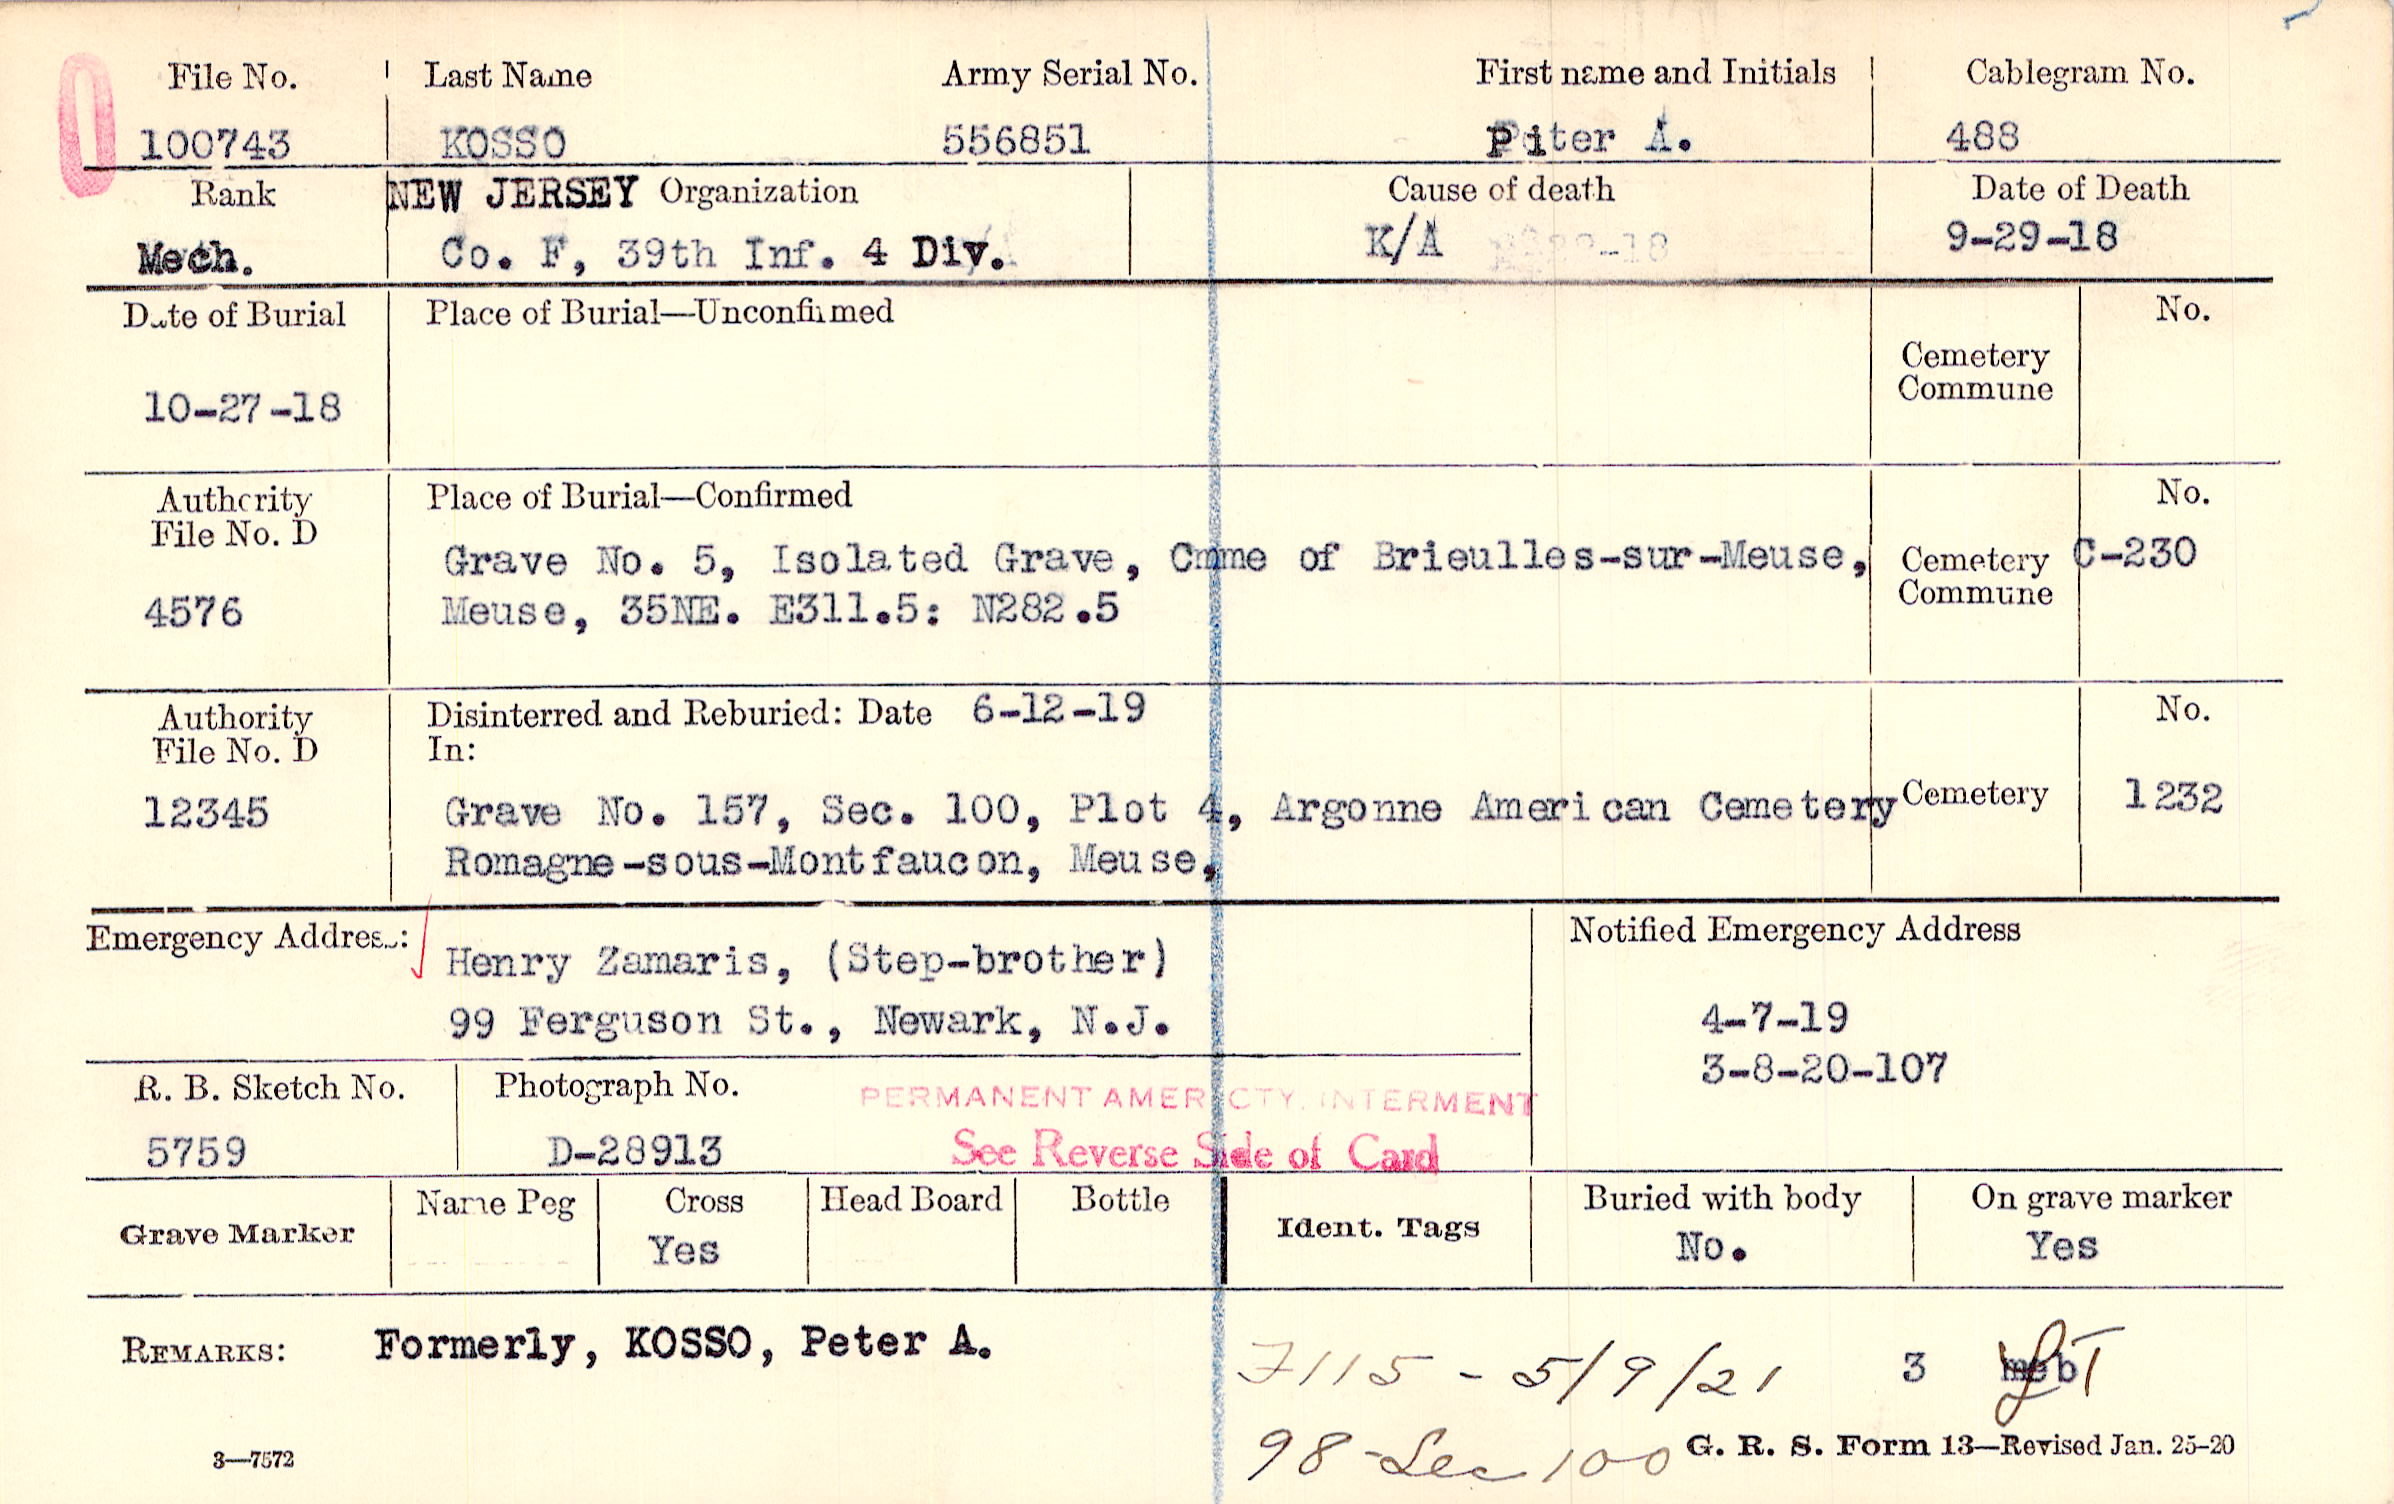 File No. Last Name Army Serial No. First name and Initials Cablegram No.
100743 KOSSO 556851 Piter A. 488
Rank NEW JERSEY Organization Cause of death Date of Death
Mech. Co. F, 39th Inf. 4 Div. K/A 9-29-18
Date of Burial Place of Burial—Unconfirmed No.
Cemetery
Commune
10-27-18
Authority Place of Burial—Confirmed No.
File No. D
Grave No. 5, Isolated Grave, Cmme of Brieulles-sur-Meuse, Cemetery C-230
4576 Meuse, 35NE. E311.5: N282.5 Commune
Authority Disinterred and Reburied: Date 6-12-19 No.
File No. D In:
12345 Grave No. 157, Sec. 100, Plot 4, Argonne American Cemetery Cemetery 1232
Romagne-sous-Montfaucon, Meuse,
Emergency Address: Notified Emergency Address
Henry Zamaris, (Step-brother)
99 Ferguson St., Newark, N.J. 4-7-19
3-8-20-107
R. B. Sketch No. Photograph No. PERMANENT AMER. CTY. INTERMENT
5759 D-28913 See Reverse Side of Card
Grave Marker Name Peg Cross Head Board Bottle Ident. Tags Buried with body On grave marker
Yes No. Yes
REMARKS: Formerly, KOSSO, Peter A.
7115 - 5/9/21 3
98 - Sec 100 G. R. S. Form 13—Revised Jan. 25-20
3—7572